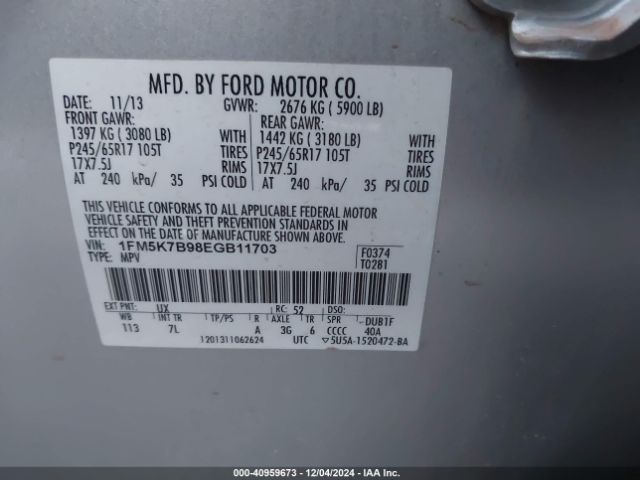 MFD. BY FORD MOTOR CO.
DATE: 11/13 GVWR: 2676 KG ( 5900 LB)
FRONT GAWR: REAR GAWR:
1397 KG ( 3080 LB) WITH 1442 KG ( 3180 LB) WITH
P245/65R17 105T TIRES P245/65R17 105T TIRES
17X7.5J RIMS 17X7.5J RIMS
AT 240 kPa/ 35 PSI COLD AT 240 kPa/ 35 PSI COLD
THIS VEHICLE CONFORMS TO ALL APPLICABLE FEDERAL MOTOR
VEHICLE SAFETY AND THEFT PREVENTION STANDARDS IN
EFFECT ON THE DATE OF MANUFACTURE SHOWN ABOVE.
VIN: 1FM5K7B98EGB11703 F0374
TYPE: MPV T0281
EXT PNT: UX RC: 52 DSO:
WB INT TR TP/PS R AXLE TR SPR DUB1F
113 7L A 3G 6 CCCC 40A
1201311062624 UTC ▽5U5A-1520472-BA
000-40959673 - 12/04/2024 - IAA Inc.